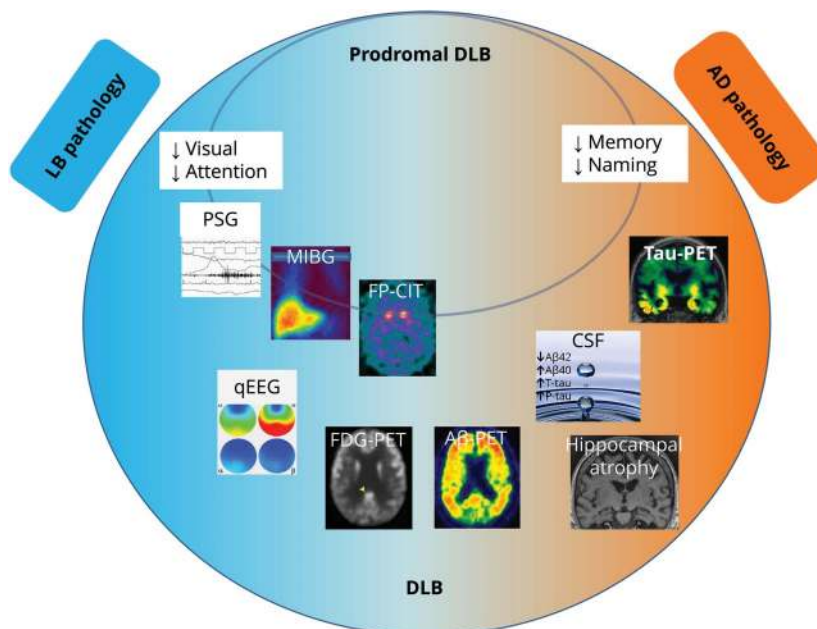 Prodromal DLB
LB pathology
AD pathology
↓ Visual
↓ Attention
↓ Memory
↓ Naming
PSG
MIBG
FP-CIT
Tau-PET
CSF
↓Aβ42
↑Aβ40
↑T-tau
↑P-tau
qEEG
FDG-PET
Aβ-PET
Hippocampal
atrophy
DLB